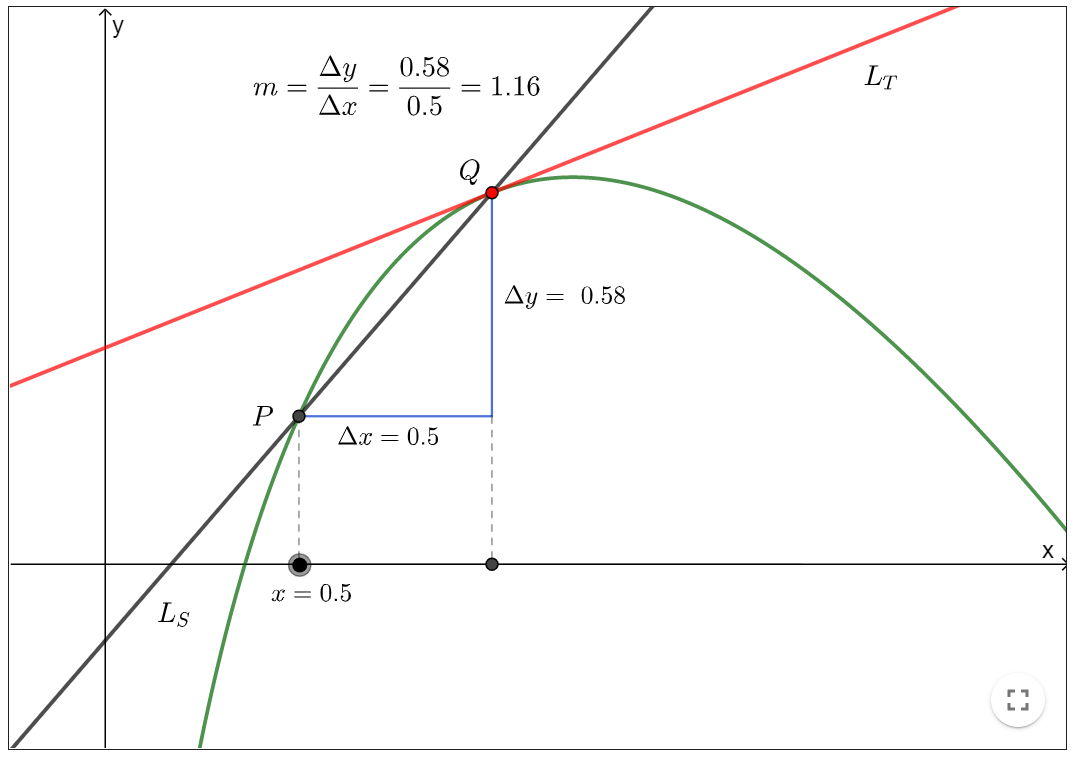 y
m = Δy/Δx = 0.58/0.5 = 1.16
L_T
Q
Δy = 0.58
P
Δx = 0.5
x
x = 0.5
L_S